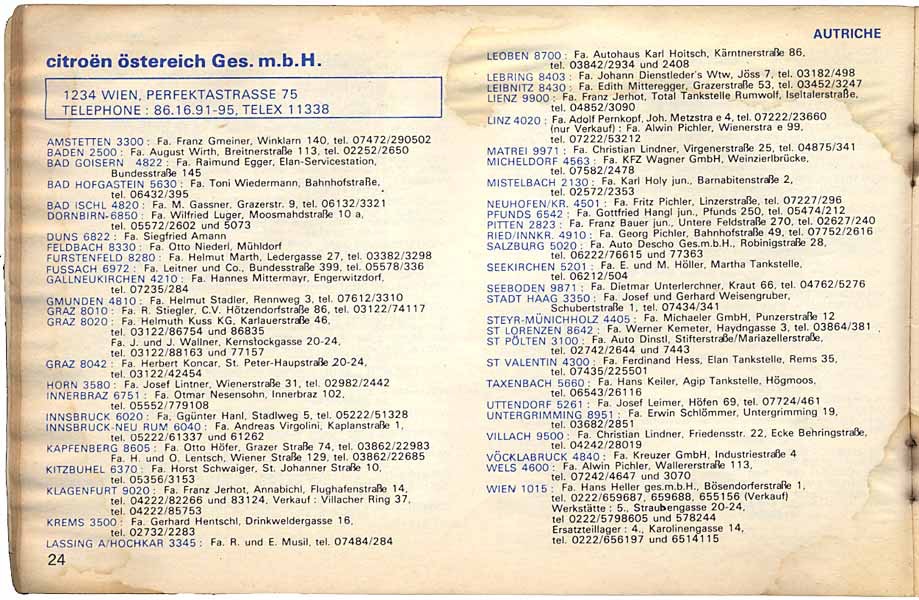 AUTRICHE
citroën östereich Ges. m.b.H.
1234 WIEN, PERFEKTASTRASSE 75
TELEPHONE : 86.16.91-95, TELEX 11338
AMSTETTEN 3300 : Fa. Franz Gmeiner, Winklarn 140, tel. 07472/290502
BADEN 2500 : Fa. August Wirth, Breitnerstraße 113, tel. 02252/2650
BAD GOISERN 4822 : Fa. Raimund Egger, Elan-Servicestation,
Bundesstraße 145
BAD HOFGASTEIN 5630 : Fa. Toni Wiedermann, Bahnhofstraße,
tel. 06432/395
BAD ISCHL 4820 : Fa. M. Gassner. Grazerstr. 9, tel. 06132/3321
DORNBIRN-6850 : Fa. Wilfried Luger, Moosmahdstraße 10 a,
tel. 05572/2602 und 5073
DUNS 6822 : Fa. Siegfried Amann
FELDBACH 8330 : Fa. Otto Niederl, Mühldorf
FURSTENFELD 8280 : Fa. Helmut Marth, Ledergasse 27, tel. 03382/3298
FUSSACH 6972 : Fa. Leitner und Co., Bundesstraße 399, tel. 05578/336
GALLNEUKIRCHEN 4210 : Fa. Hannes Mittermayr, Engerwitzdorf,
tel. 07235/284
GMUNDEN 4810 : Fa. Helmut Stadler, Rennweg 3, tel. 07612/3310
GRAZ 8010 : Fa. R. Stiegler, C.V. Hötzendorfstraße 86, tel. 03122/74117
GRAZ 8020 : Fa. Helmuth Kuss KG, Karlauerstraße 46,
tel. 03122/86754 und 86835
Fa. J. und J. Wallner, Kernstockgasse 20-24,
tel. 03122/88163 und 77157
GRAZ 8042 : Fa. Herbert Koncar, St. Peter-Haupstraße 20-24,
tel. 03122/42454
HORN 3580 : Fa. Josef Lintner, Wienerstraße 31, tel. 02982/2442
INNERBRAZ 6751 : Fa. Otmar Nesensohn, Innerbraz 102,
tel. 05552/779108
INNSBRUCK 6020 : Fa. Ggünter Hanl, Stadlweg 5, tel. 05222/51328
INNSBRUCK-NEU RUM 6040 : Fa. Andreas Virgolini, Kaplanstraße 1,
tel. 05222/61337 und 61262
KAPFENBERG 8605 : Fa. Otto Höfer, Grazer Straße 74, tel. 03862/22983
Fa. H. und O. Lentsch, Wiener Straße 129, tel. 03862/22685
KITZBUHEL 6370 : Fa. Horst Schwaiger, St. Johanner Straße 10,
tel. 05356/3153
KLAGENFURT 9020 : Fa. Franz Jerhot, Annabichl, Flughafenstraße 14,
tel. 04222/82266 und 83124, Verkauf : Villacher Ring 37,
tel. 04222/85753
KREMS 3500 : Fa. Gerhard Hentschl, Drinkweldergasse 16,
tel. 02732/2283
LASSING A/HOCHKAR 3345 : Fa. R. und E. Musil, tel. 07484/284
24
LEOBEN 8700 : Fa. Autohaus Karl Hoitsch, Kärntnerstraße 86,
tel. 03842/2934 und 2408
LEBRING 8403 : Fa. Johann Dienstleder's Wtw, Jöss 7, tel. 03182/498
LEIBNITZ 8430 : Fa. Edith Mitteregger, Grazerstraße 53, tel. 03452/3247
LIENZ 9900 : Fa. Franz Jerhot, Total Tankstelle Rumwolf, Iseltalerstraße,
tel. 04852/3090
LINZ 4020 : Fa. Adolf Pernkopf, Joh. Metzstra e 4, tel. 07222/23660
(nur Verkauf) : Fa. Alwin Pichler, Wienerstra e 99,
tel. 07222/53212
MATREI 9971 : Fa. Christian Lindner, Virgenerstraße 25, tel. 04875/341
MICHELDORF 4563 : Fa. KFZ Wagner GmbH, Weinzierlbrücke,
tel. 07582/2478
MISTELBACH 2130 : Fa. Karl Holy jun., Barnabitenstraße 2,
tel. 02572/2353
NEUHOFEN/KR. 4501 : Fa. Fritz Pichler, Linzerstraße, tel. 07227/296
PFUNDS 6542 : Fa. Gottfried Hangl jun., Pfunds 250, tel. 05474/212
PITTEN 2823 : Fa. Franz Bauer jun., Untere Feldstraße 270, tel. 02627/240
RIED/INNKR. 4910 : Fa. Georg Pichler, Bahnhofstraße 49, tel. 07752/2616
SALZBURG 5020 : Fa. Auto Descho Ges.m.b.H., Robinigstraße 28,
tel. 06222/76615 und 77363
SEEKIRCHEN 5201 : Fa. E. und M. Höller, Martha Tankstelle,
tel. 06212/504
SEEBODEN 9871 : Fa. Dietmar Unterlerchner, Kraut 66, tel. 04762/5276
STADT HAAG 3350 : Fa. Josef und Gerhard Weisengruber,
Schubertstraße 1, tel. 07434/341
STEYR-MÜNICHHOLZ 4405 : Fa. Michaeler GmbH, Punzerstraße 12
ST LORENZEN 8642 : Fa. Werner Kemeter, Haydngasse 3, tel. 03864/381
ST PÖLTEN 3100 : Fa. Auto Dinstl, Stifterstraße/Mariazellerstraße,
tel. 02742/2644 und 7443
ST VALENTIN 4300 : Fa. Ferdinand Hess, Elan Tankstelle, Rems 35,
tel. 07435/225501
TAXENBACH 5660 : Fa. Hans Keiler, Agip Tankstelle, Högmoos,
tel. 06543/26116
UTTENDORF 5261 : Fa. Josef Leimer, Höfen 69, tel. 07724/461
UNTERGRIMMING 8951 : Fa. Erwin Schlömmer, Untergrimming 19,
tel. 03682/2851
VILLACH 9500 : Fa. Christian Lindner, Friedensstr. 22, Ecke Behringstraße,
tel. 04242/28019
VÖCKLABRUCK 4840 : Fa. Kreuzer GmbH, Industriestraße 4
WELS 4600 : Fa. Alwin Pichler, Wallererstraße 113,
tel. 07242/4647 und 3070
WIEN 1015 : Fa. Hans Heller ges.m.b.H., Bösendorferstraße 1,
tel. 0222/659687, 659688, 655156 (Verkauf)
Werkstätte : 5., Straubengasse 20-24,
tel 0222/5798605 und 578244
Ersatzteillager : 4., Karolinengasse 14,
tel. 0222/656197 und 6514115